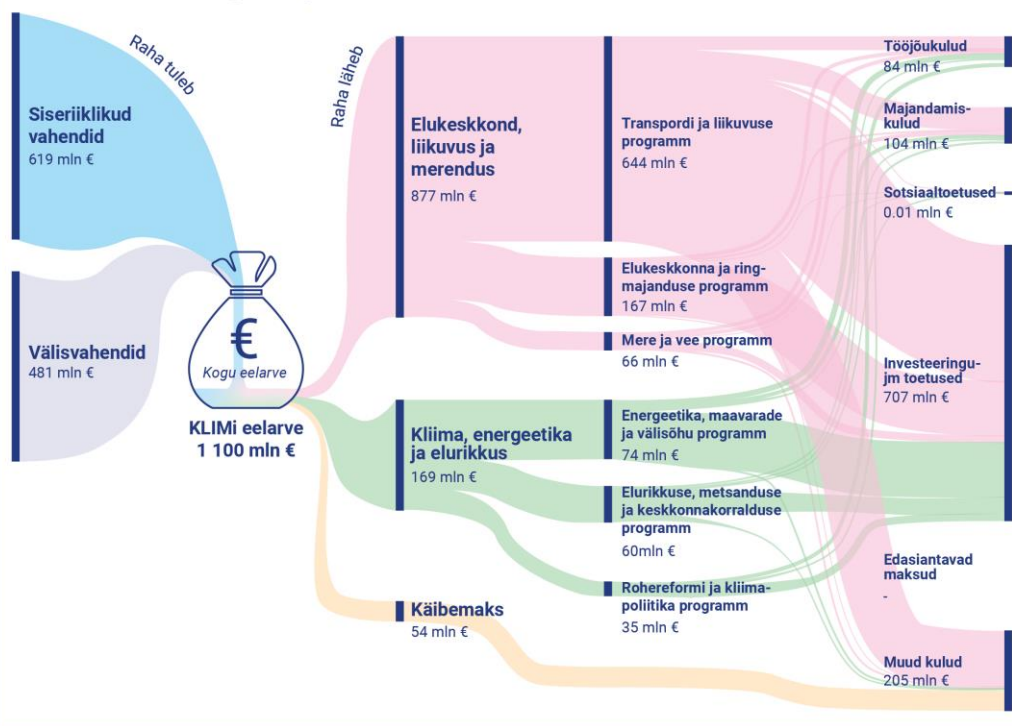 Raha tuleb
Siseriiklikud
vahendid
619 mln €
Välisvahendid
481 mln €
€
Kogu eelarve
KLIMi eelarve
1 100 mln €
Raha läheb
Elukeskkond,
liikuvus ja
merendus
877 mln €
Kliima, energeetika
ja elurikkus
169 mln €
Käibemaks
54 mln €
Transpordi ja liikuvuse
programm
644 mln €
Elukeskkonna ja ring-
majanduse programm
167 mln €
Mere ja vee programm
66 mln €
Energeetika, maavarade
ja välisõhu programm
74 mln €
Elurikkuse, metsanduse
ja keskkonnakorralduse
programm
60mln €
Rohereformi ja kliima-
poliitika programm
35 mln €
Tööjõukulud
84 mln €
Majandamis-
kulud
104 mln €
Sotsiaaltoetused
0.01 mln €
Investeeringu-
jm toetused
707 mln €
Edasiantavad
maksud
-
Muud kulud
205 mln €